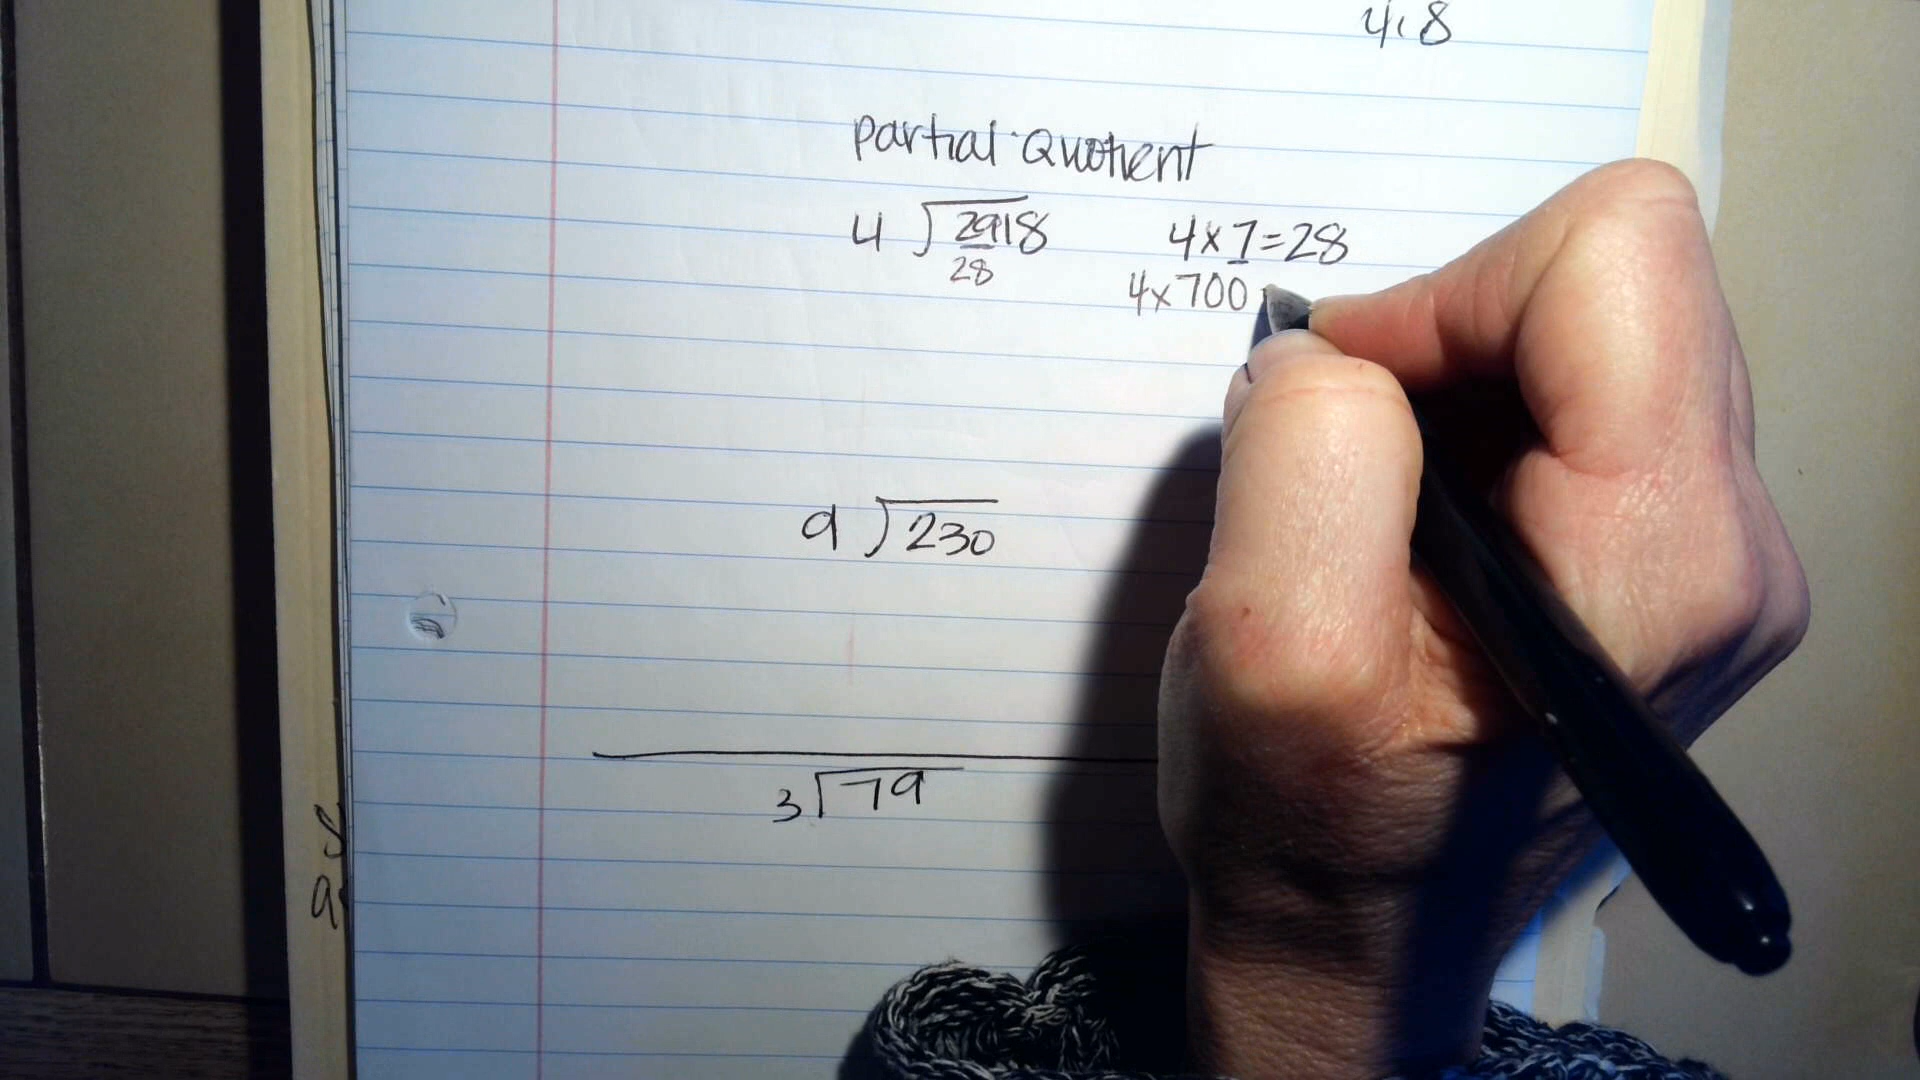 4.8
Partial Quotient
4 ) 2918 4 x 7 = 28
28 4 x 700
9 ) 230
3 ) 79